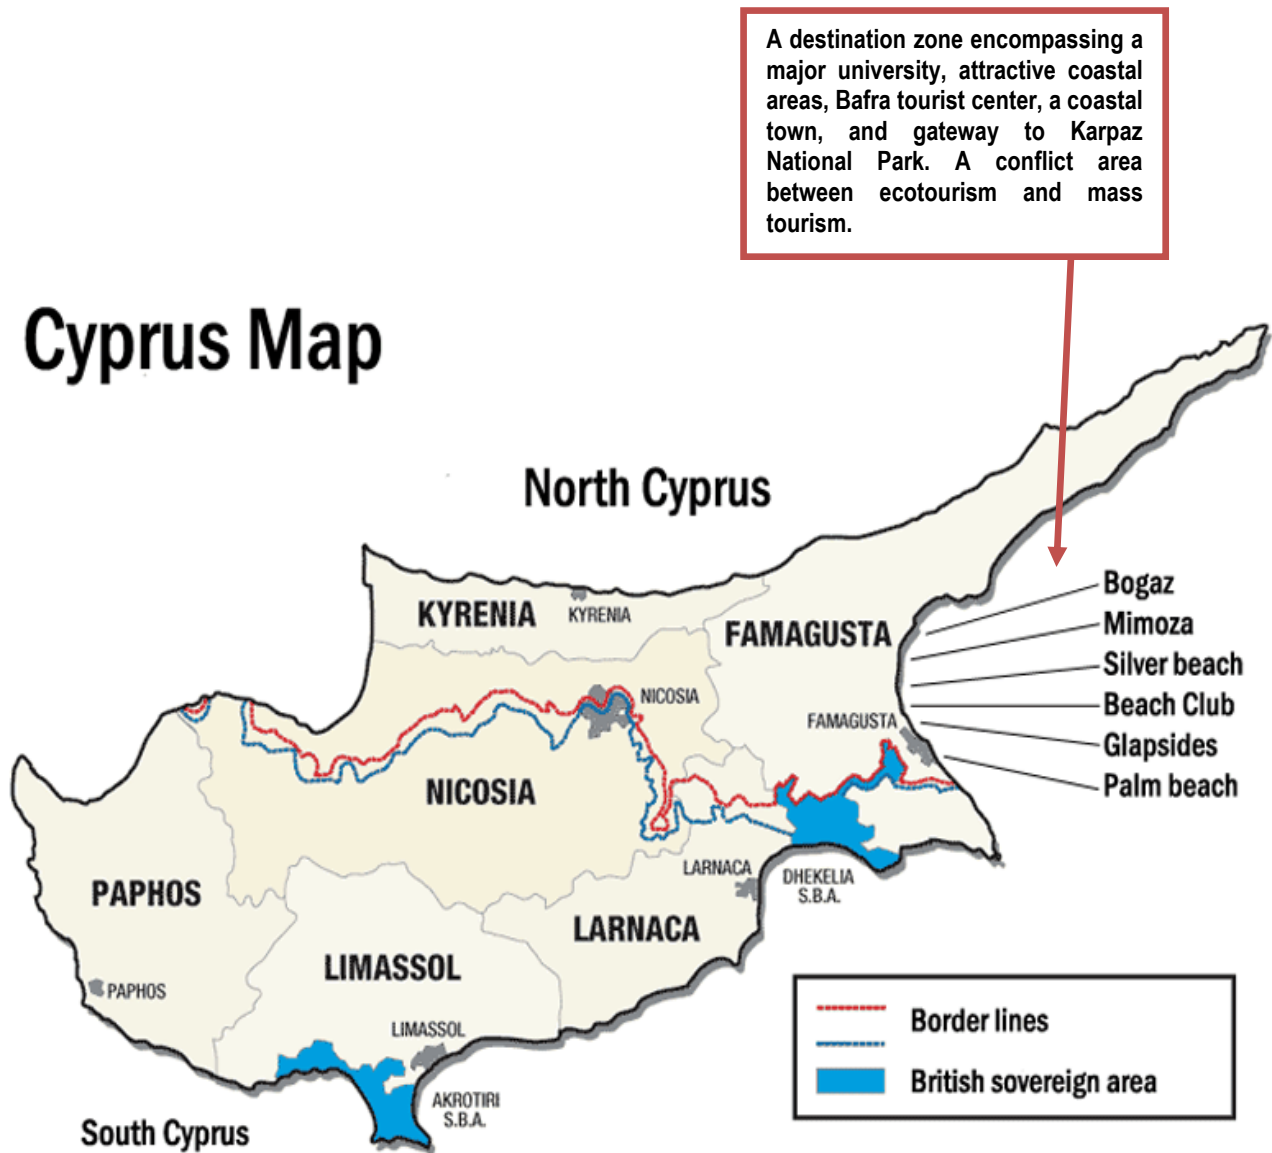 A destination zone encompassing a
major university, attractive coastal
areas, Bafra tourist center, a coastal
town, and gateway to Karpaz
National Park. A conflict area
between ecotourism and mass
tourism.
Cyprus Map
North Cyprus
Bogaz
Mimoza
Silver beach
Beach Club
Glapsides
Palm beach
KYRENIA
KYRENIA
FAMAGUSTA
NICOSIA
FAMAGUSTA
NICOSIA
LARNACA
DHEKELIA
S.B.A.
PAPHOS
LARNACA
LIMASSOL
PAPHOS
LIMASSOL
AKROTIRI
S.B.A.
South Cyprus
Border lines
British sovereign area